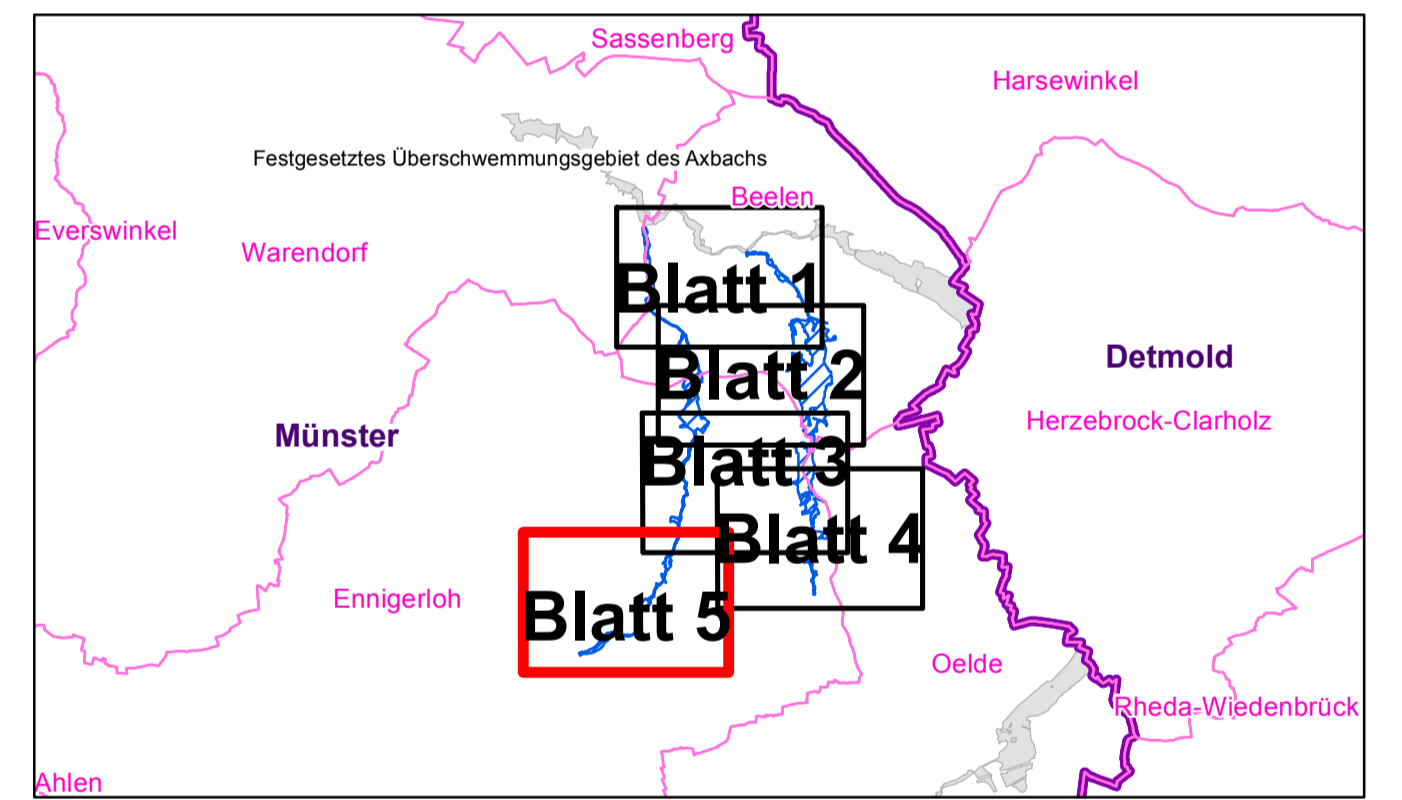 Sassenberg
Harsewinkel
Festgesetztes Überschwemmungsgebiet des Axbachs
Beelen
Everswinkel
Warendorf
Blatt 1
Detmold
Blatt 2
Herzebrock-Clarholz
Münster
Blatt 3
Blatt 4
Ennigerloh
Blatt 5
Oelde
Rheda-Wiedenbrück
Ahlen